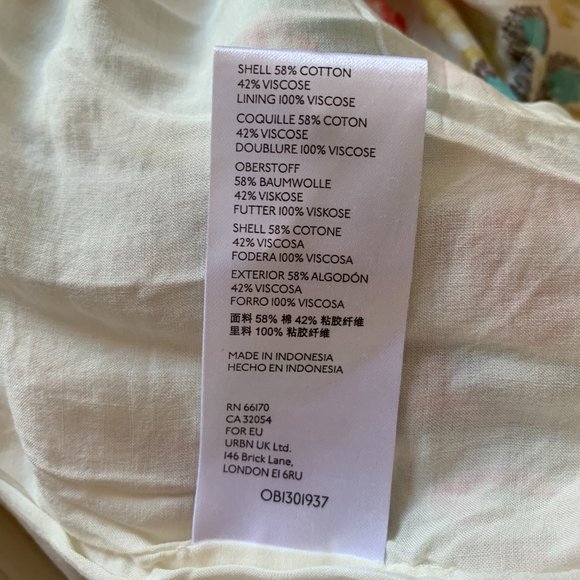 SHELL 58% COTTON
42% VISCOSE
LINING 100% VISCOSE
COQUILLE 58% COTON
42% VISCOSE
DOUBLURE 100% VISCOSE
OBERSTOFF
58% BAUMWOLLE
42% VISKOSE
FUTTER 100% VISKOSE
SHELL 58% COTONE
42% VISCOSA
FODERA 100% VISCOSA
EXTERIOR 58% ALGODÓN
42% VISCOSA
FORRO 100% VISCOSA
面料 58% 棉 42% 粘胶纤维
里料 100% 粘胶纤维
MADE IN INDONESIA
HECHO EN INDONESIA
RN 66170
CA 32054
FOR EU
URBN UK Ltd.
146 Brick Lane,
LONDON E1 6RU
OB1301937